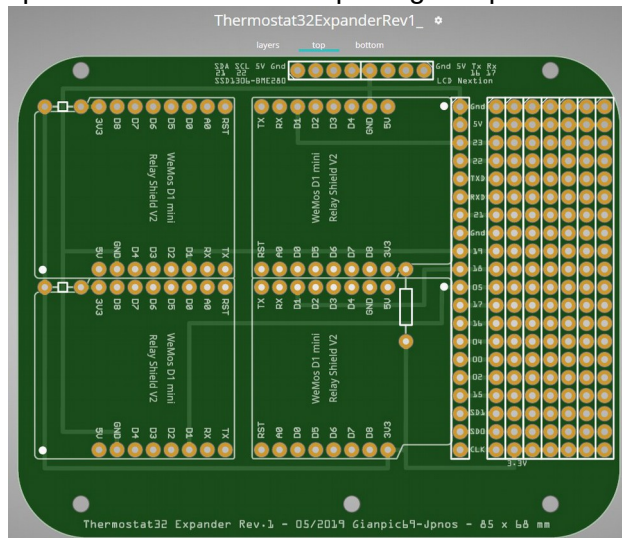 Thermostat32ExpanderRev1_
layers top bottom
SDA SCL 5V Gnd
21 22
SSD1306-BME280
Gnd 5V Tx Rx
16 17
LCD Nextion
3V3 D8 D7 D6 D5 D0 A0 RST
WeMos D1 mini
Relay Shield V2
5V GND D4 D3 D2 D1 RX TX
TX RX D1 D2 D3 D4 GND 5V
WeMos D1 mini
Relay Shield V2
RST A0 D0 D5 D6 D7 D8 3V3
3V3 D8 D7 D6 D5 D0 A0 RST
WeMos D1 mini
Relay Shield V2
5V GND D4 D3 D2 D1 RX TX
TX RX D1 D2 D3 D4 GND 5V
WeMos D1 mini
Relay Shield V2
RST A0 D0 D5 D6 D7 D8 3V3
Gnd
5V
23
22
TXD
RXD
21
Gnd
19
18
05
17
16
04
00
02
15
SD1
SD0
CLK
3.3V
Thermostat32 Expander Rev.1 - 05/2019 Gianpic69-Jpnos - 85 x 68 mm